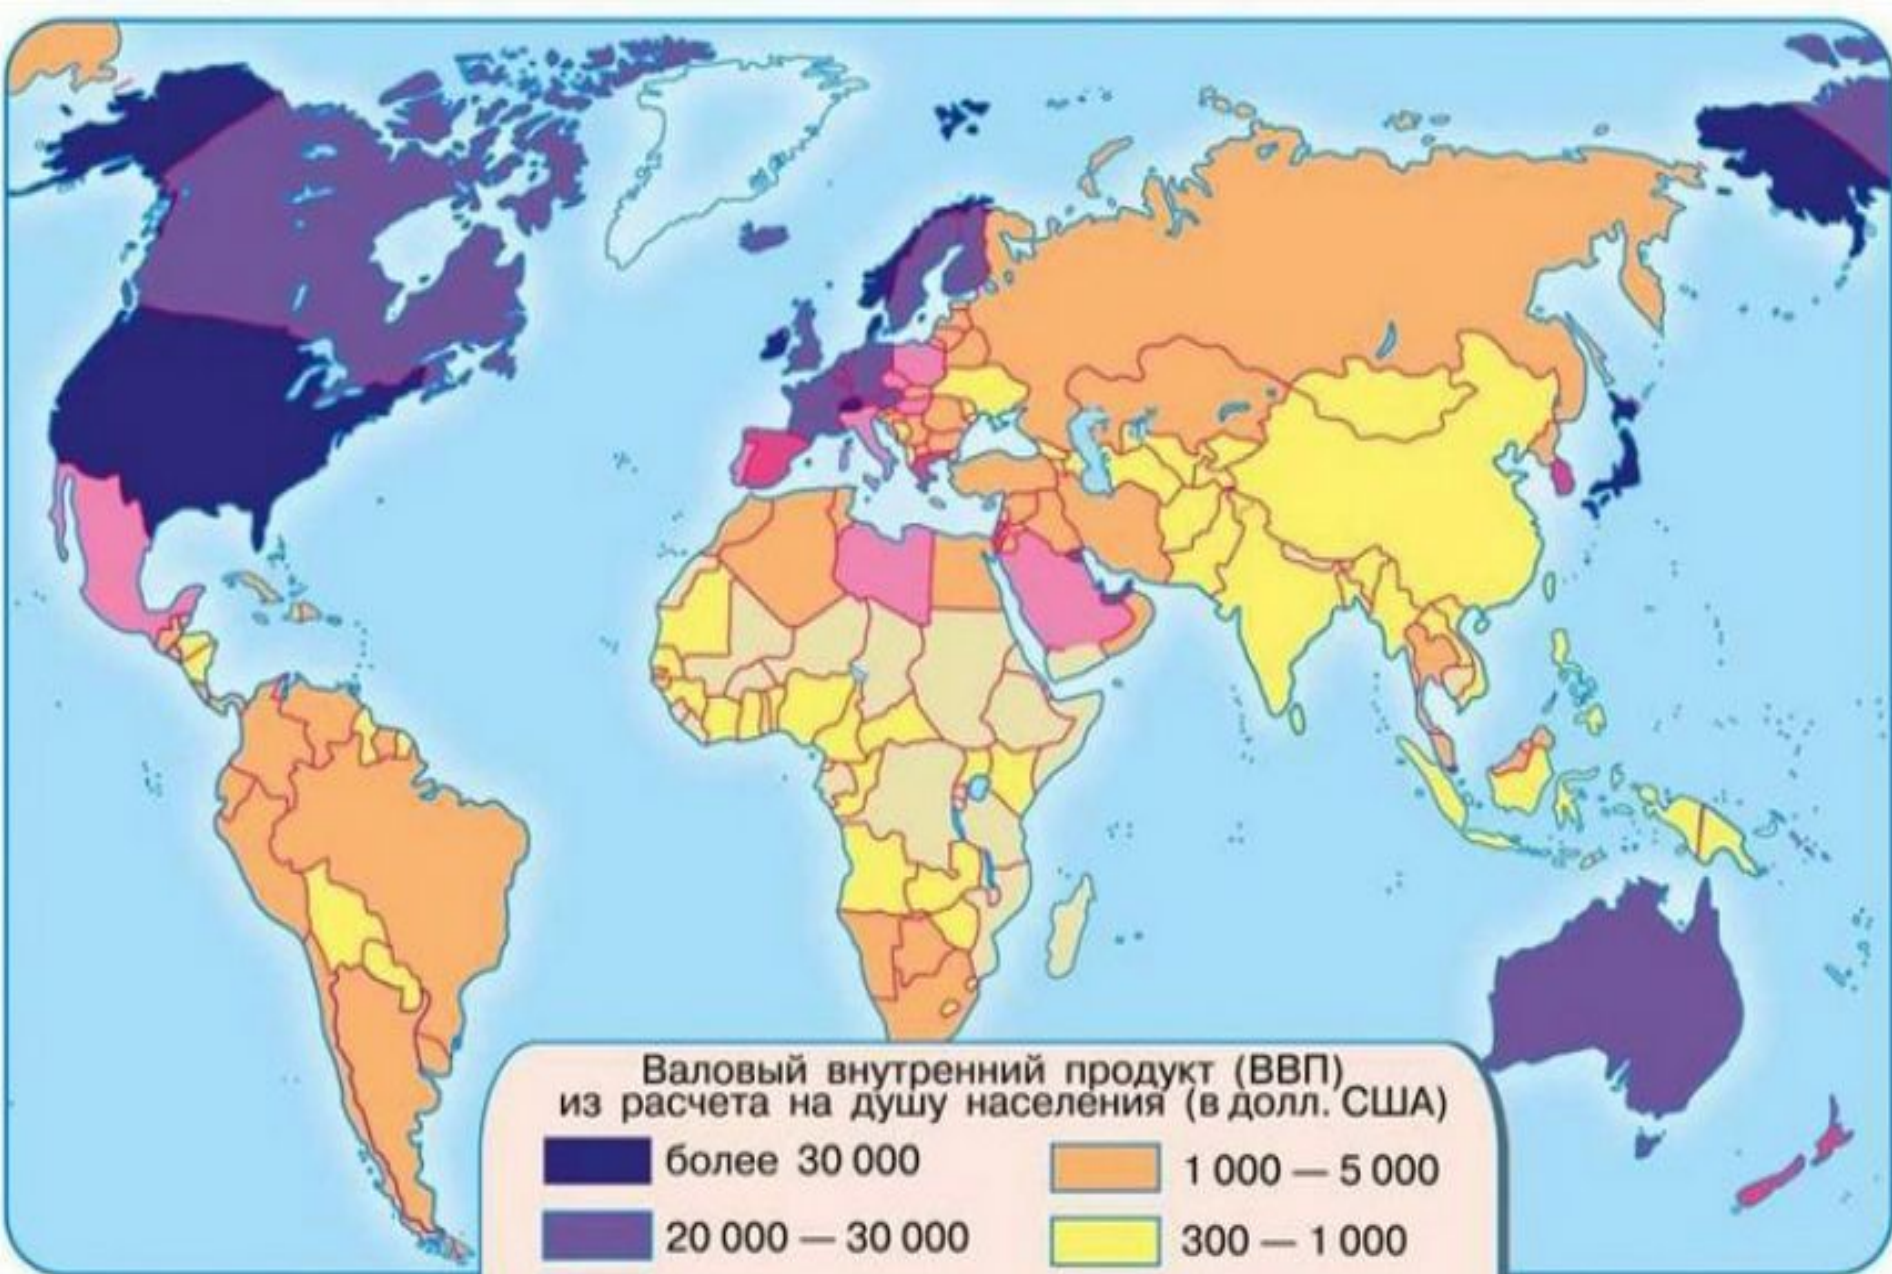 Валовый внутренний продукт (ВВП)
из расчета на душу населения (в долл. США)
более 30 000
1 000 — 5 000
20 000 — 30 000
300 — 1 000